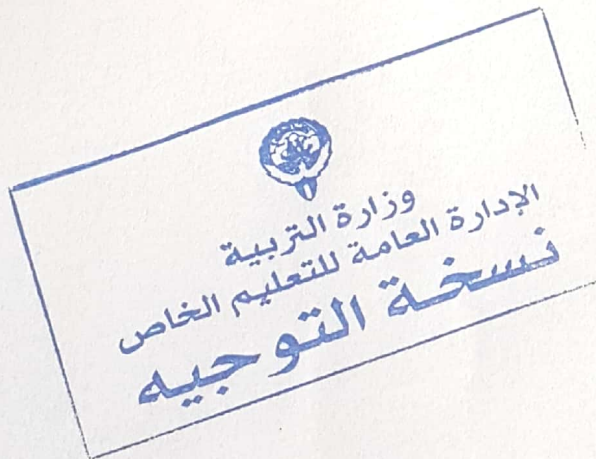 وزارة التربية
الإدارة العامة للتعليم الخاص
نسخة التوجيه